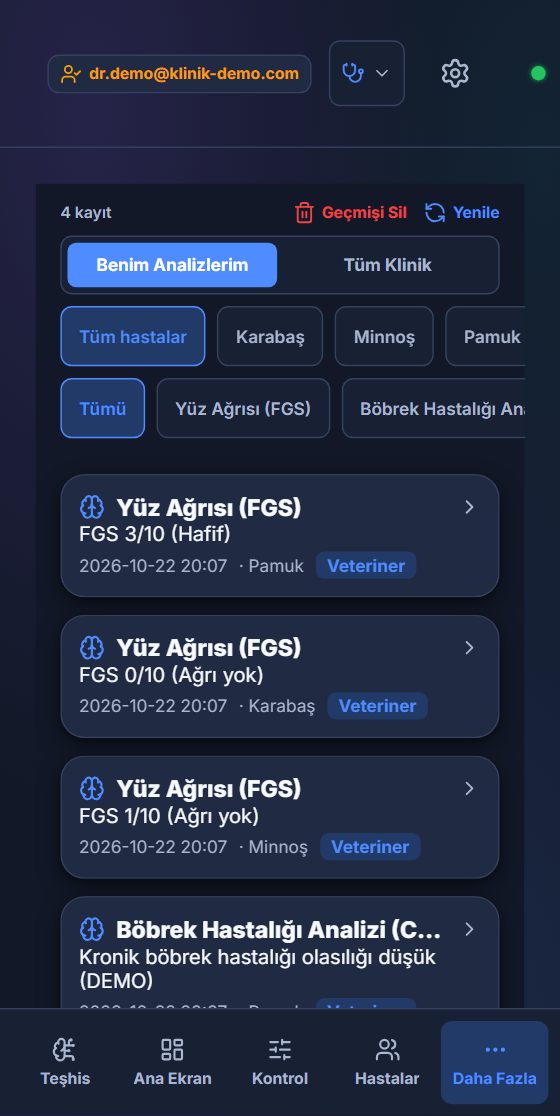 dr.demo@klinik-demo.com
4 kayıt Geçmişi Sil Yenile
Benim Analizlerim Tüm Klinik
Tüm hastalar Karabaş Minnoş Pamuk
Tümü Yüz Ağrısı (FGS) Böbrek Hastalığı
Yüz Ağrısı (FGS)
FGS 3/10 (Hafif)
2026-10-22 20:07 · Pamuk Veteriner
Yüz Ağrısı (FGS)
FGS 0/10 (Ağrı yok)
2026-10-22 20:07 · Karabaş Veteriner
Yüz Ağrısı (FGS)
FGS 1/10 (Ağrı yok)
2026-10-22 20:07 · Minnoş Veteriner
Böbrek Hastalığı Analizi (C...
Kronik böbrek hastalığı olasılığı düşük
(DEMO)
Teşhis Ana Ekran Kontrol Hastalar Daha Fazla